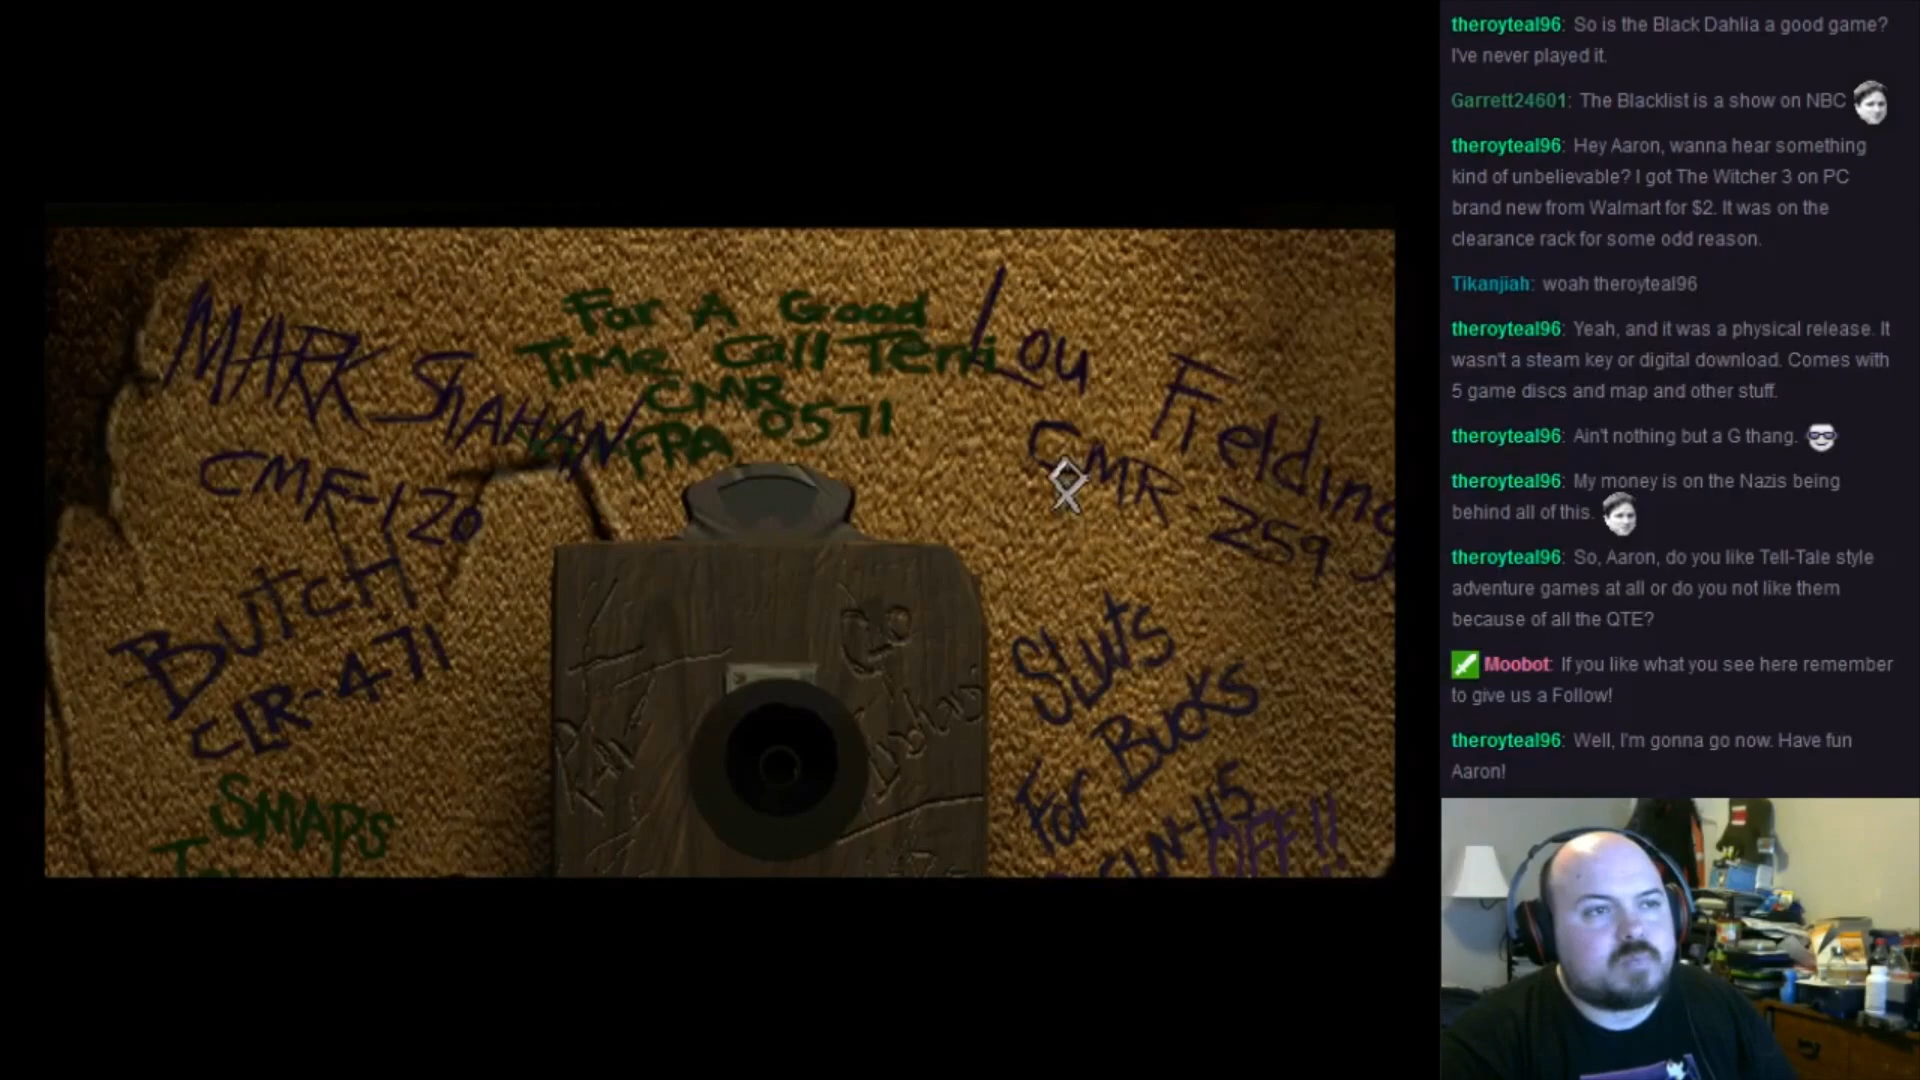 MARK SHAHAN
CMF-120
For A Good
Time Call Terri
CMR
0571
FPA
Lou Fielding
CMR 259
BUTCH
CLR-471
Sluts
For Bucks
OFF!!
SMAPS
theroyteal96: So is the Black Dahlia a good game?
I've never played it.
Garrett24601: The Blacklist is a show on NBC
theroyteal96: Hey Aaron, wanna hear something
kind of unbelievable? I got The Witcher 3 on PC
brand new from Walmart for $2. It was on the
clearance rack for some odd reason.
Tikanjiah: woah theroyteal96
theroyteal96: Yeah, and it was a physical release. It
wasn't a steam key or digital download. Comes with
5 game discs and map and other stuff.
theroyteal96: Ain't nothing but a G thang.
theroyteal96: My money is on the Nazis being
behind all of this.
theroyteal96: So, Aaron, do you like Tell-Tale style
adventure games at all or do you not like them
because of all the QTE?
Moobot: If you like what you see here remember
to give us a Follow!
theroyteal96: Well, I'm gonna go now. Have fun
Aaron!